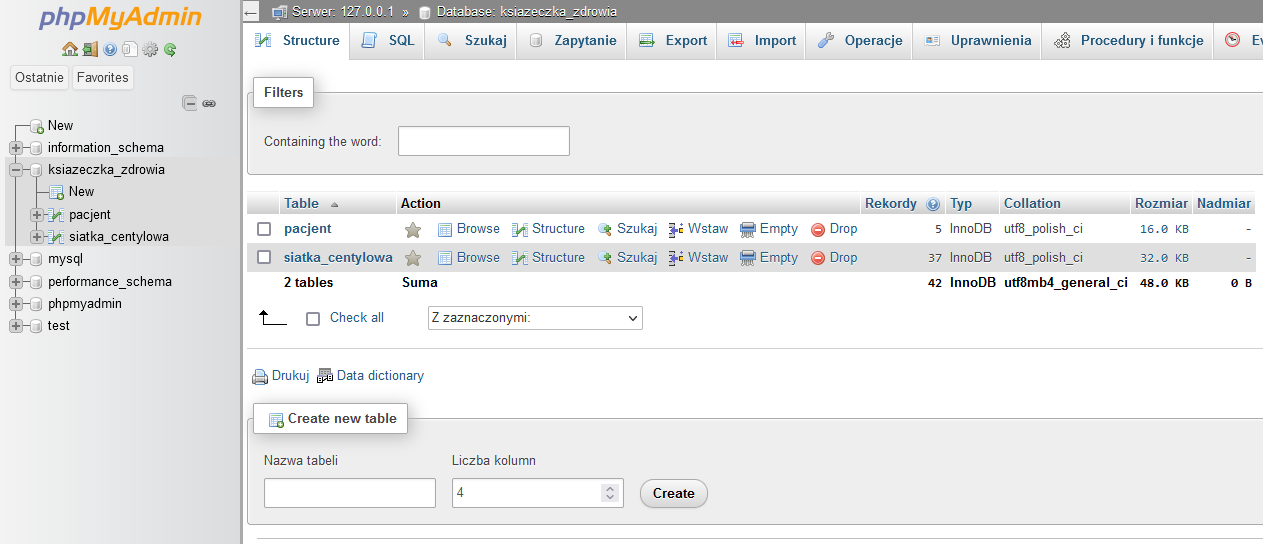 phpMyAdmin
Ostatnie Favorites
New
information_schema
ksiazeczka_zdrowia
New
pacjent
siatka_centylowa
mysql
performance_schema
phpmyadmin
test
Serwer: 127.0.0.1 » Database: ksiazeczka_zdrowia
Structure SQL Szukaj Zapytanie Export Import Operacje Uprawnienia Procedury i funkcje
Filters
Containing the word:
Table Action Rekordy Typ Collation Rozmiar Nadmiar
pacjent Browse Structure Szukaj Wstaw Empty Drop 5 InnoDB utf8_polish_ci 16.0 KB -
siatka_centylowa Browse Structure Szukaj Wstaw Empty Drop 37 InnoDB utf8_polish_ci 32.0 KB -
2 tables Suma 42 InnoDB utf8mb4_general_ci 48.0 KB 0 B
Check all Z zaznaczonymi:
Drukuj Data dictionary
Create new table
Nazwa tabeli Liczba kolumn
4 Create